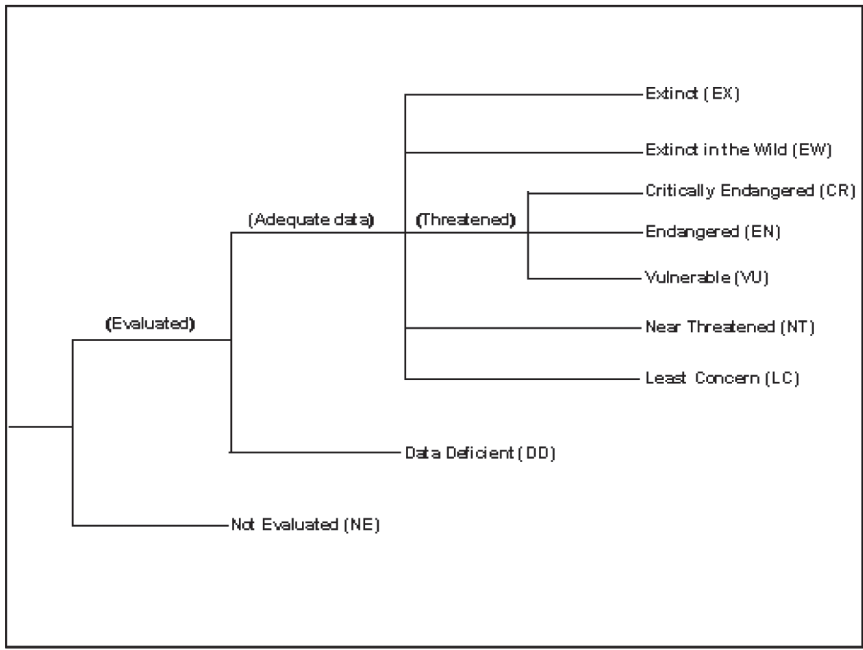 Extinct (EX)
Extinct in the Wild (EW)
Critically Endangered (CR)
(Adequate data)
(Threatened)
Endangered (EN)
Vulnerable (VU)
(Evaluated)
Near Threatened (NT)
Least Concern (LC)
Data Deficient (DD)
Not Evaluated (NE)